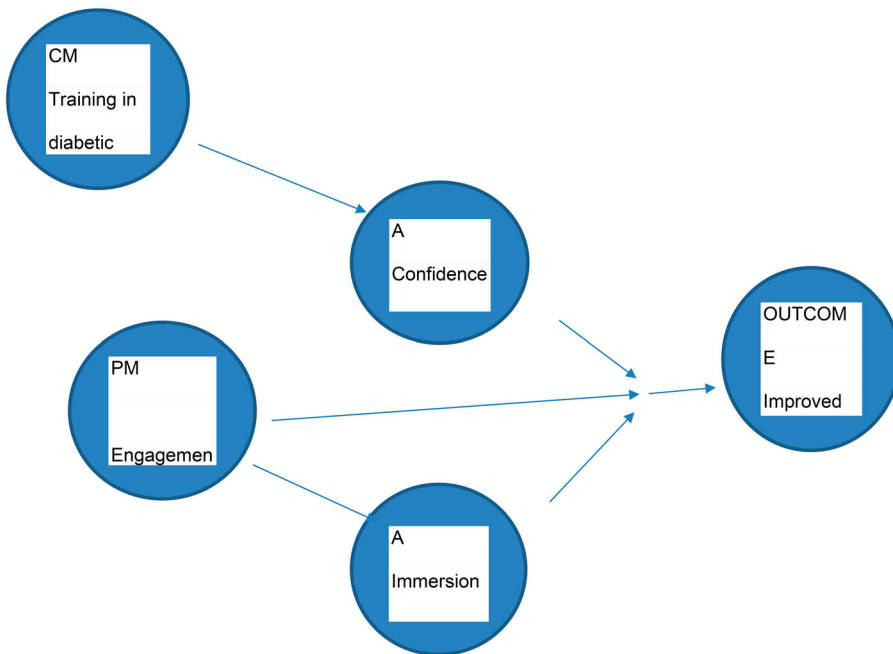 CM
Training in
diabetic
A
Confidence
PM
Engagemen
A
Immersion
OUTCOM
E
Improved